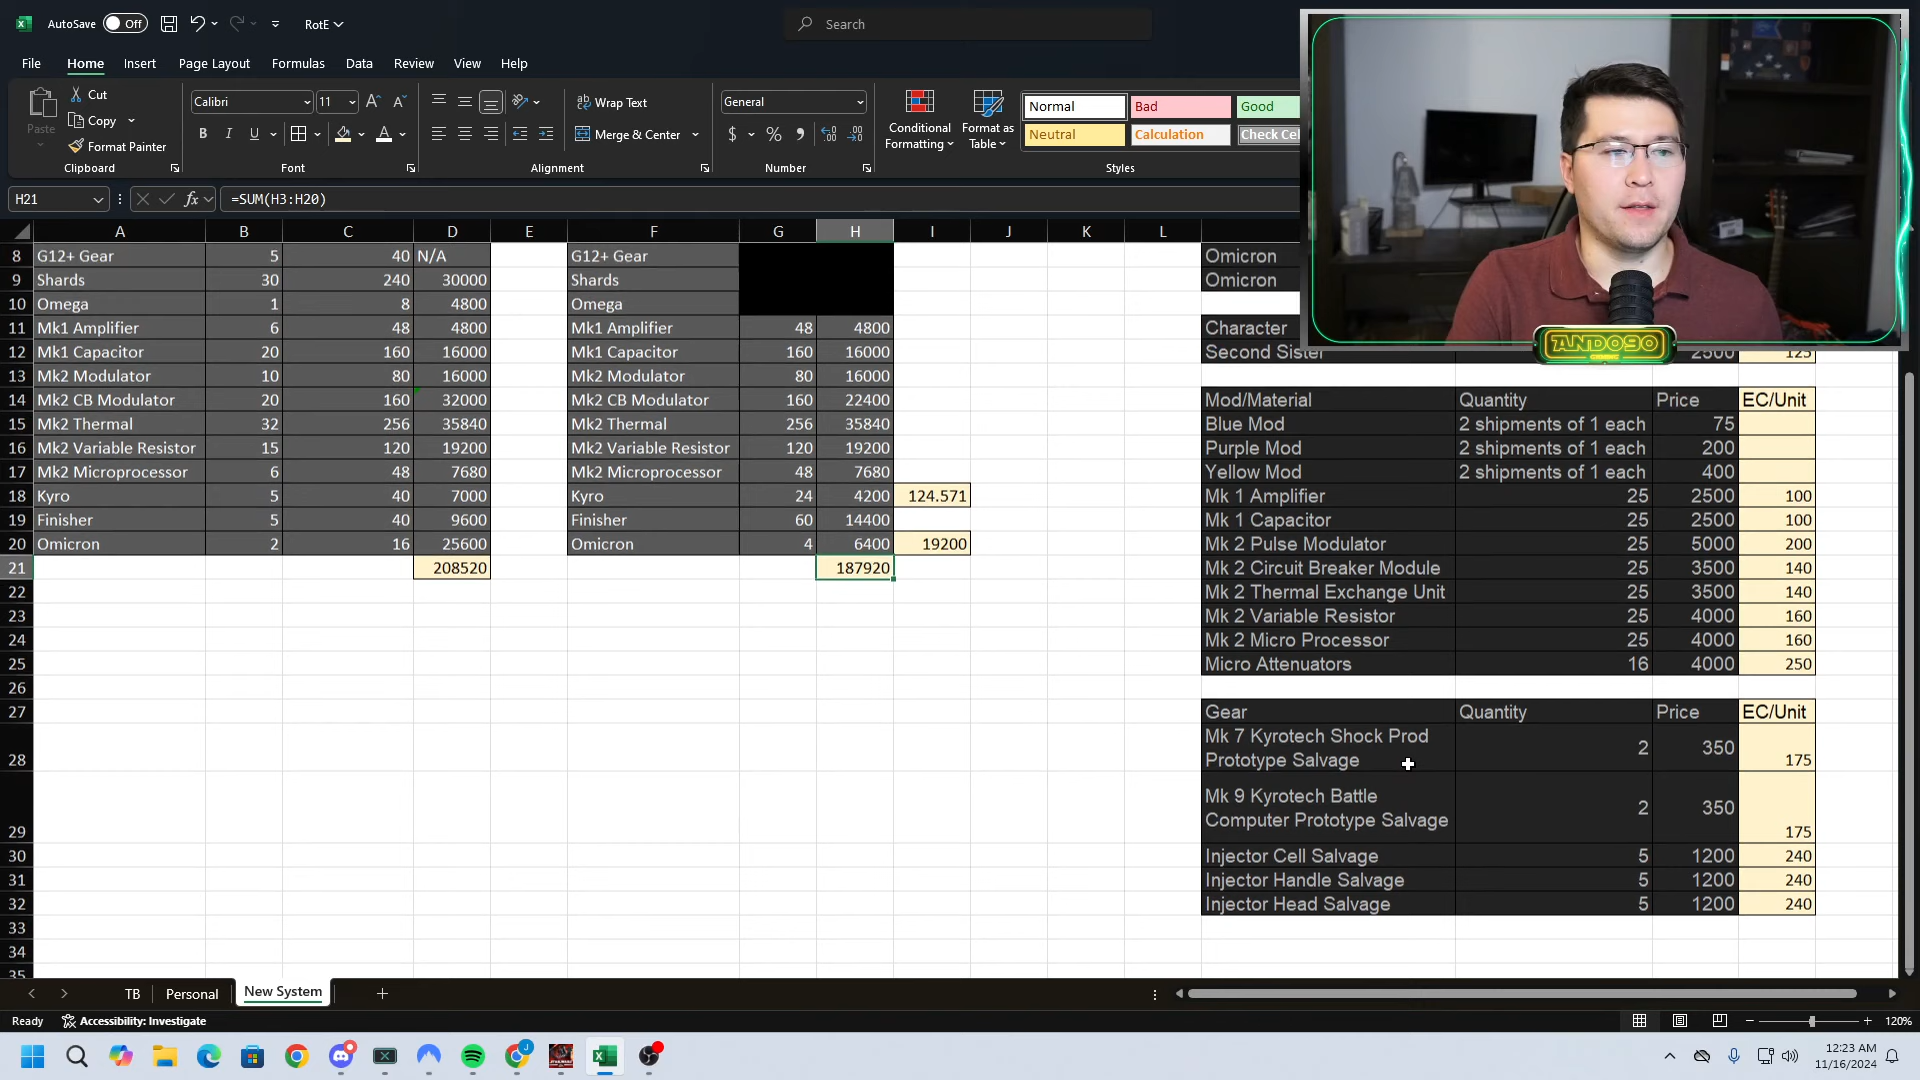 AutoSave Off RotE Search
File Home Insert Page Layout Formulas Data Review View Help
Paste Cut Copy Format Painter Clipboard
Calibri 11 B I U Font
Wrap Text Merge & Center Alignment
General $ % , Number
Conditional Formatting Format as Table
Normal Bad Good
Neutral Calculation Check Cel
Styles
H21 fx =SUM(H3:H20)
A B C D E F G H I J K L
8 G12+ Gear 5 40 N/A G12+ Gear Omicron
9 Shards 30 240 30000 Shards Omicron
10 Omega 1 8 4800 Omega
11 Mk1 Amplifier 6 48 4800 Mk1 Amplifier 48 4800 Character
12 Mk1 Capacitor 20 160 16000 Mk1 Capacitor 160 16000 Second Sister 2500 125
13 Mk2 Modulator 10 80 16000 Mk2 Modulator 80 16000
14 Mk2 CB Modulator 20 160 32000 Mk2 CB Modulator 160 22400 Mod/Material Quantity Price EC/Unit
15 Mk2 Thermal 32 256 35840 Mk2 Thermal 256 35840 Blue Mod 2 shipments of 1 each 75
16 Mk2 Variable Resistor 15 120 19200 Mk2 Variable Resistor 120 19200 Purple Mod 2 shipments of 1 each 200
17 Mk2 Microprocessor 6 48 7680 Mk2 Microprocessor 48 7680 Yellow Mod 2 shipments of 1 each 400
18 Kyro 5 40 7000 Kyro 24 4200 124.571 Mk 1 Amplifier 25 2500 100
19 Finisher 5 40 9600 Finisher 60 14400 Mk 1 Capacitor 25 2500 100
20 Omicron 2 16 25600 Omicron 4 6400 19200 Mk 2 Pulse Modulator 25 5000 200
21 208520 187920 Mk 2 Circuit Breaker Module 25 3500 140
22 Mk 2 Thermal Exchange Unit 25 3500 140
23 Mk 2 Variable Resistor 25 4000 160
24 Mk 2 Micro Processor 25 4000 160
25 Micro Attenuators 16 4000 250
26
27 Gear Quantity Price EC/Unit
28 Mk 7 Kyrotech Shock Prod Prototype Salvage 2 350 175
29 Mk 9 Kyrotech Battle Computer Prototype Salvage 2 350 175
30 Injector Cell Salvage 5 1200 240
31 Injector Handle Salvage 5 1200 240
32 Injector Head Salvage 5 1200 240
33
34
35
TB Personal New System
Ready Accessibility: Investigate 120%
12:23 AM
11/16/2024
ANDO90